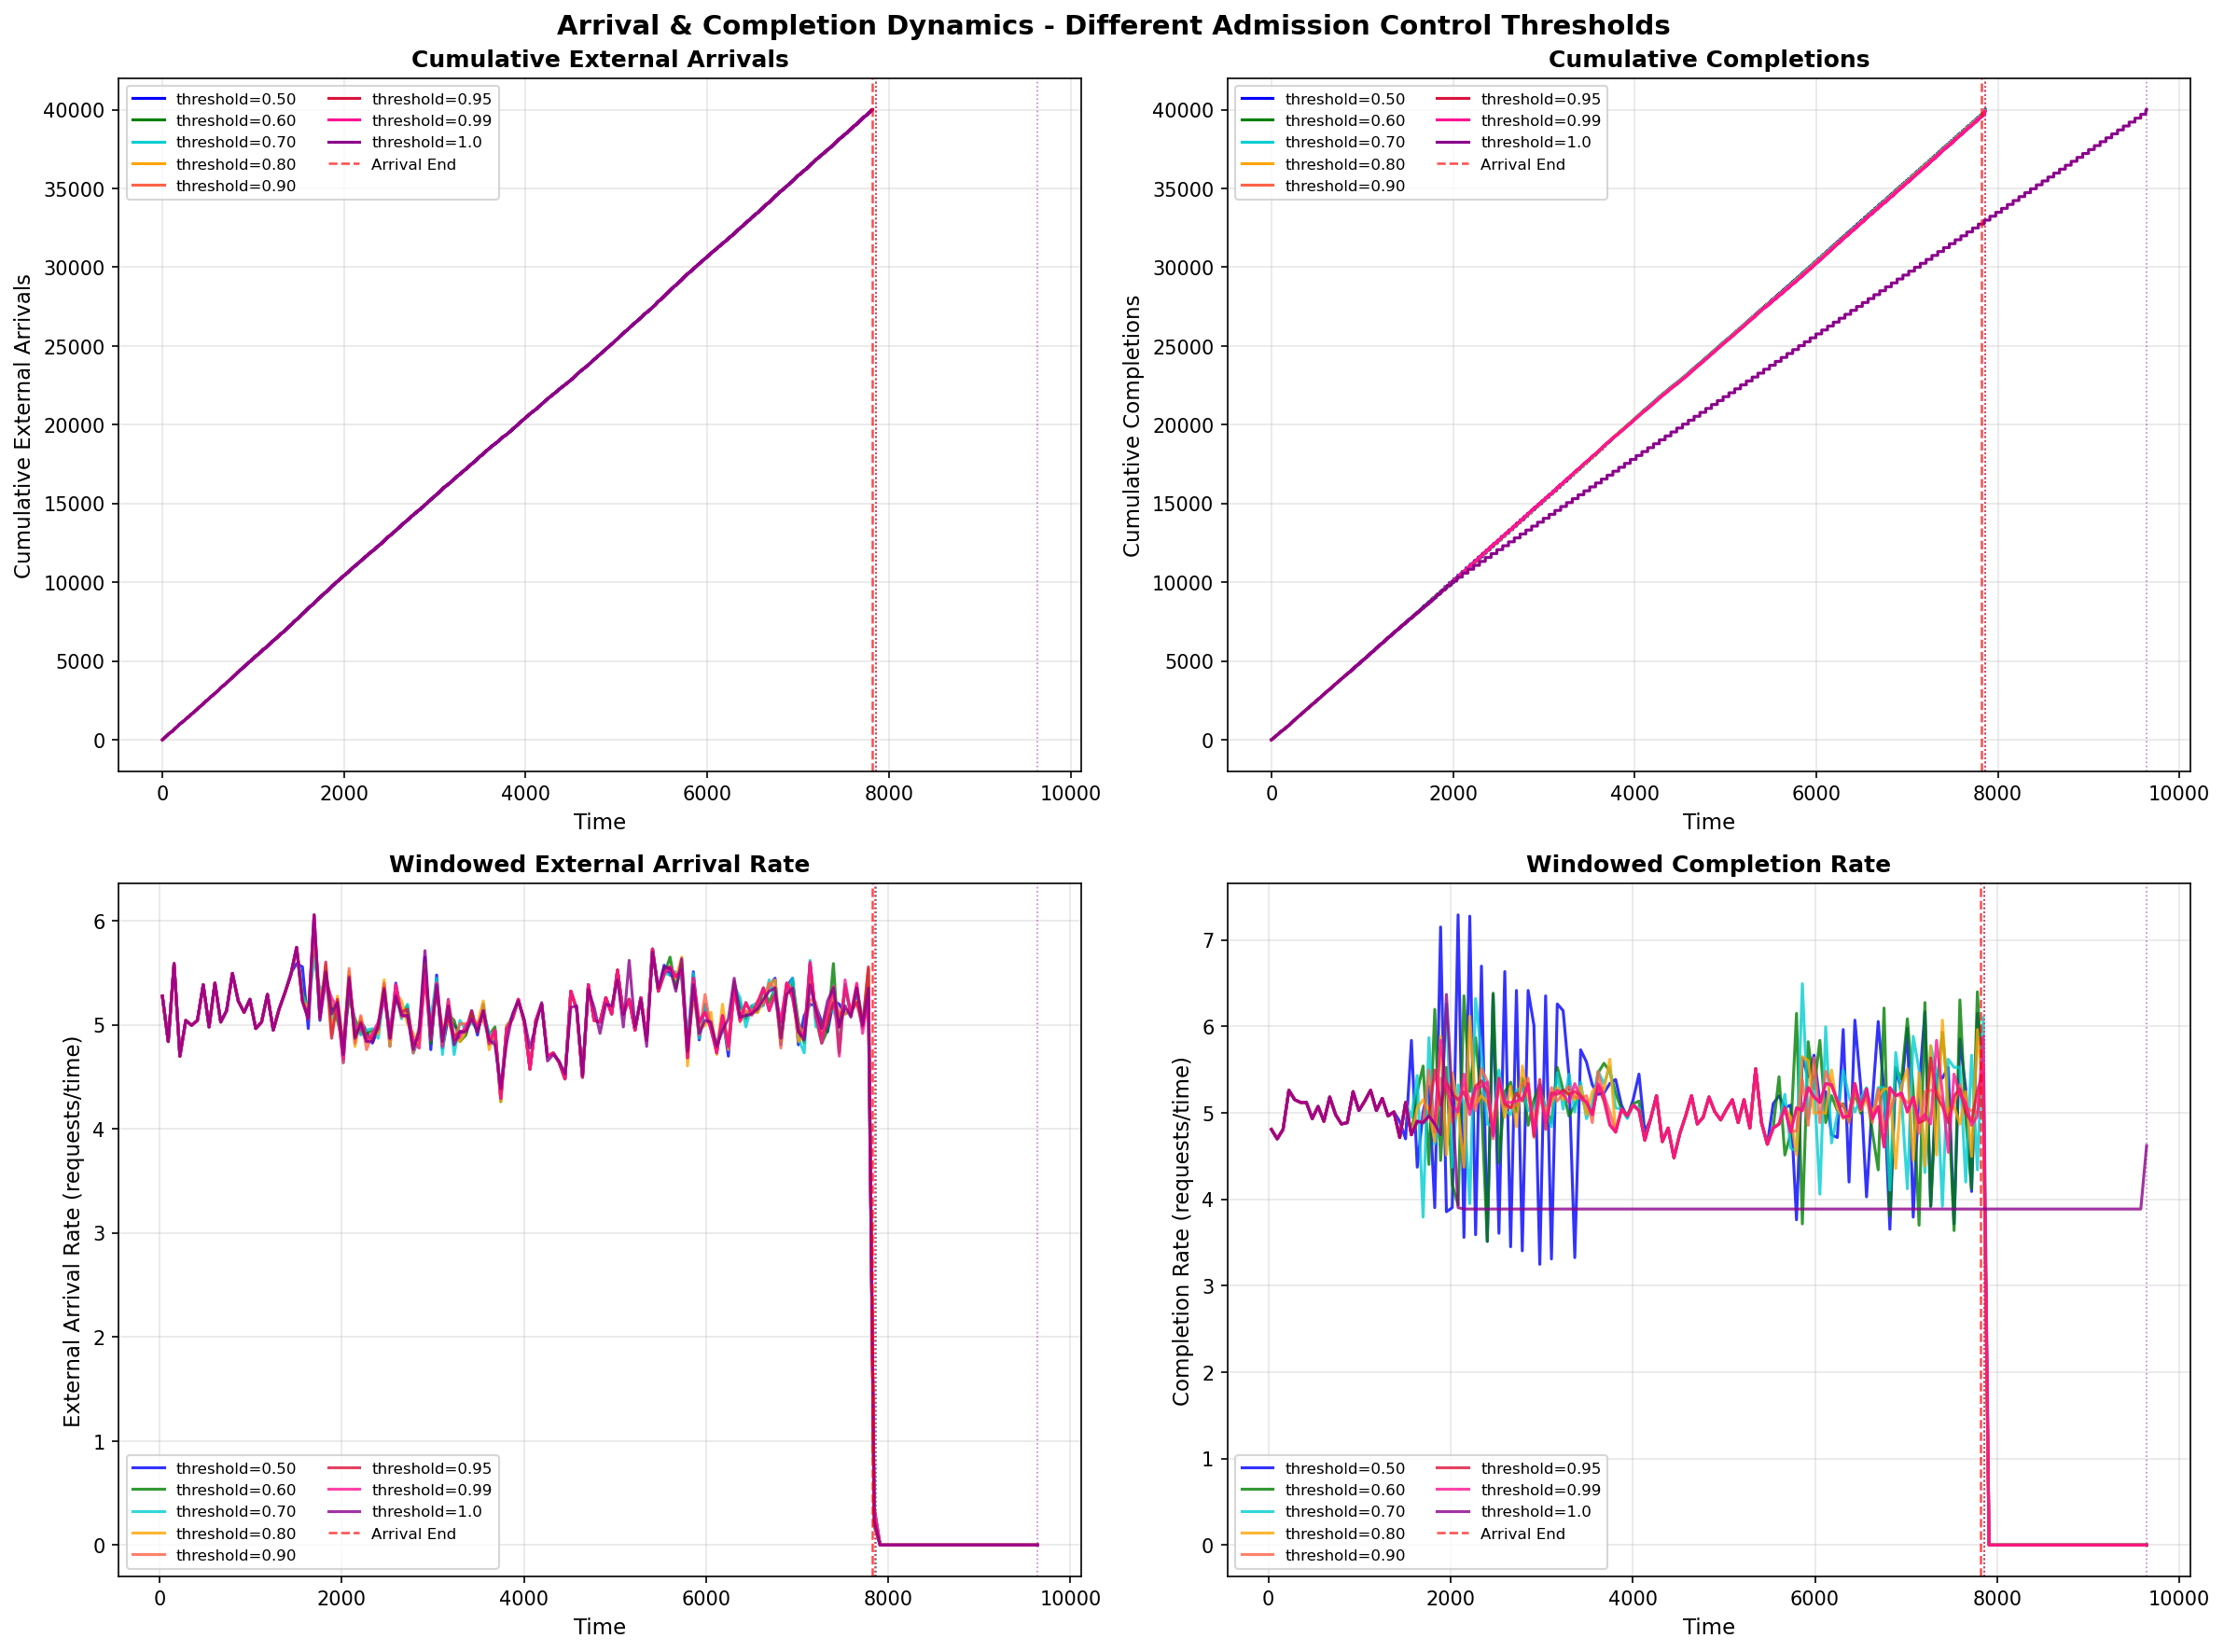 Arrival & Completion Dynamics - Different Admission Control Thresholds
Cumulative External Arrivals
threshold=0.50
threshold=0.60
threshold=0.70
threshold=0.80
threshold=0.90
threshold=0.95
threshold=0.99
threshold=1.0
Arrival End
40000
35000
30000
25000
20000
15000
10000
5000
0
Cumulative External Arrivals
0 2000 4000 6000 8000 10000
Time
Cumulative Completions
threshold=0.50
threshold=0.60
threshold=0.70
threshold=0.80
threshold=0.90
threshold=0.95
threshold=0.99
threshold=1.0
Arrival End
40000
35000
30000
25000
20000
15000
10000
5000
0
Cumulative Completions
0 2000 4000 6000 8000 10000
Time
Windowed External Arrival Rate
6
5
4
3
2
1
0
External Arrival Rate (requests/time)
threshold=0.50
threshold=0.60
threshold=0.70
threshold=0.80
threshold=0.90
threshold=0.95
threshold=0.99
threshold=1.0
Arrival End
0 2000 4000 6000 8000 10000
Time
Windowed Completion Rate
7
6
5
4
3
2
1
0
Completion Rate (requests/time)
threshold=0.50
threshold=0.60
threshold=0.70
threshold=0.80
threshold=0.90
threshold=0.95
threshold=0.99
threshold=1.0
Arrival End
0 2000 4000 6000 8000 10000
Time